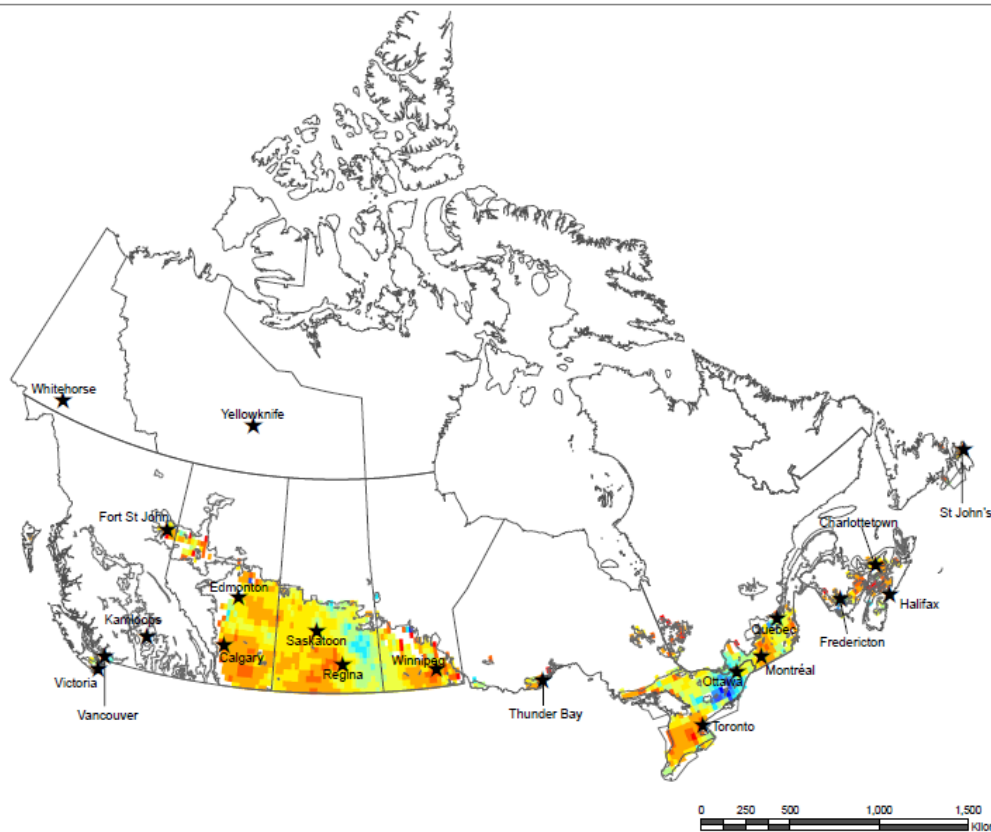 Whitehorse
Yellowknife
St John's
Fort St John
Charlottetown
Edmonton
Halifax
Kamloops
Saskatoon
Québec
Fredericton
Calgary
Regina
Winnipeg
Montréal
Ottawa
Victoria
Vancouver
Thunder Bay
Toronto
0 250 500 1,000 1,500